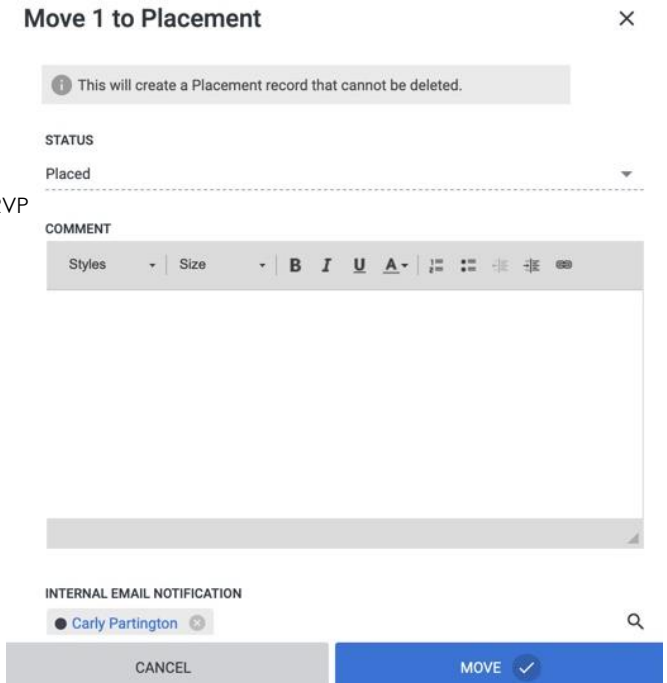 Move 1 to Placement
This will create a Placement record that cannot be deleted.
STATUS
Placed
VP
COMMENT
Styles Size B I U A
INTERNAL EMAIL NOTIFICATION
Carly Partington
CANCEL MOVE